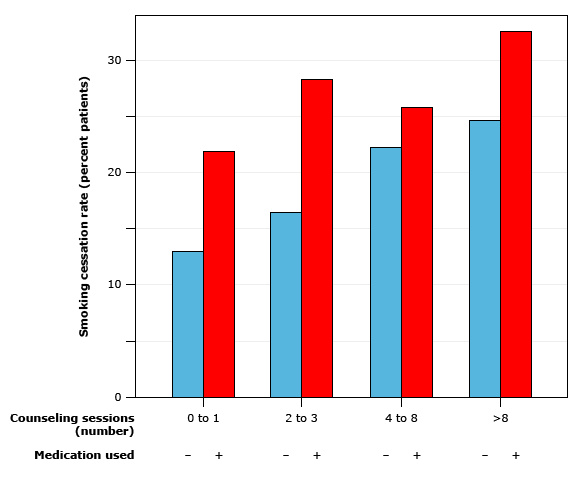 Smoking cessation rate (percent patients)
30
20
10
0
Counseling sessions (number) 0 to 1 2 to 3 4 to 8 >8
Medication used – + – + – + – +